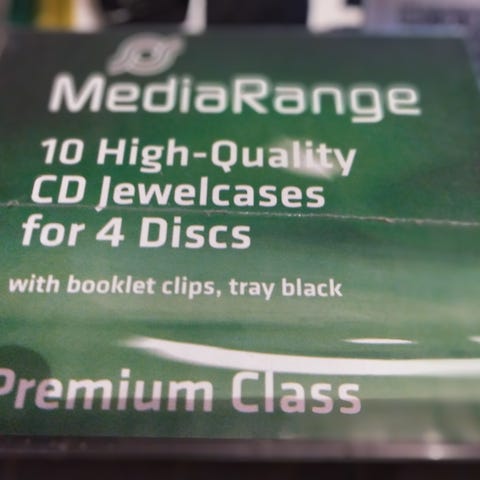 MediaRange
10 High-Quality
CD Jewelcases
for 4 Discs
with booklet clips, tray black
Premium Class